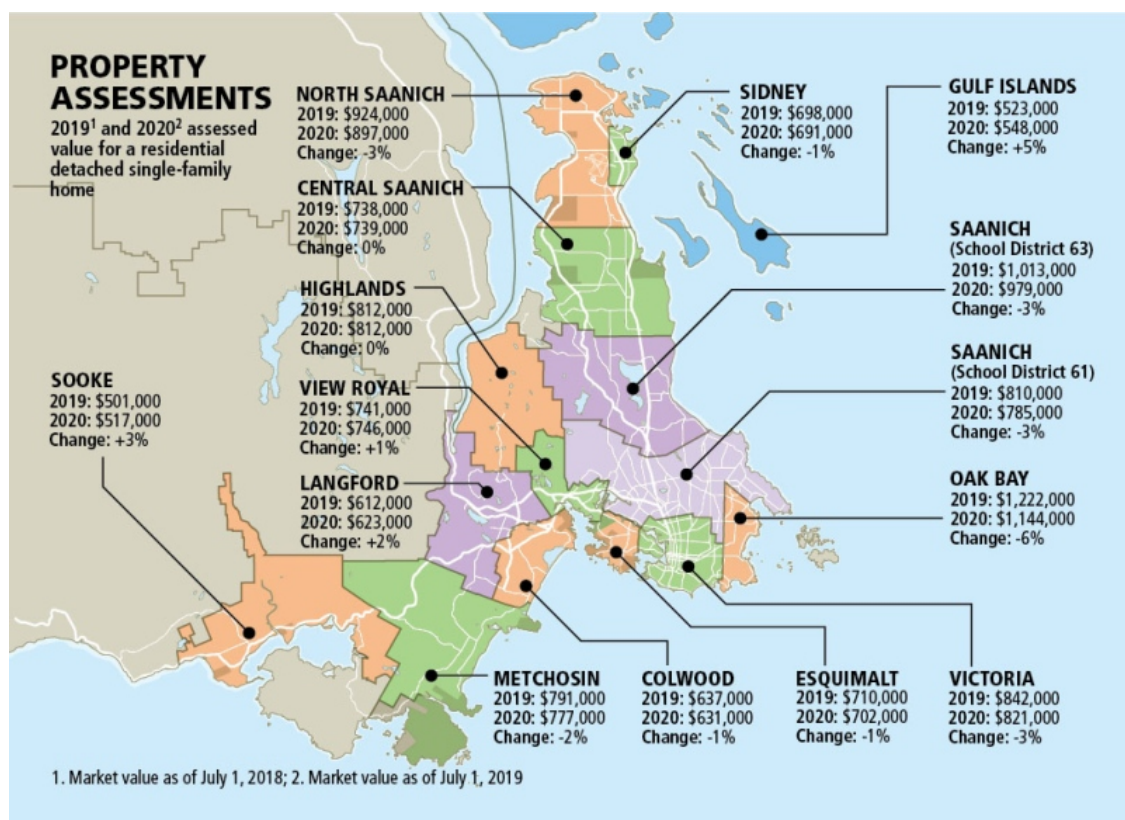 PROPERTY
ASSESSMENTS
2019¹ and 2020² assessed
value for a residential
detached single-family
home
NORTH SAANICH
2019: $924,000
2020: $897,000
Change: -3%
SIDNEY
2019: $698,000
2020: $691,000
Change: -1%
GULF ISLANDS
2019: $523,000
2020: $548,000
Change: +5%
CENTRAL SAANICH
2019: $738,000
2020: $739,000
Change: 0%
SAANICH
(School District 63)
2019: $1,013,000
2020: $979,000
Change: -3%
HIGHLANDS
2019: $812,000
2020: $812,000
Change: 0%
SAANICH
(School District 61)
2019: $810,000
2020: $785,000
Change: -3%
SOOKE
2019: $501,000
2020: $517,000
Change: +3%
VIEW ROYAL
2019: $741,000
2020: $746,000
Change: +1%
LANGFORD
2019: $612,000
2020: $623,000
Change: +2%
OAK BAY
2019: $1,222,000
2020: $1,144,000
Change: -6%
METCHOSIN
2019: $791,000
2020: $777,000
Change: -2%
COLWOOD
2019: $637,000
2020: $631,000
Change: -1%
ESQUIMALT
2019: $710,000
2020: $702,000
Change: -1%
VICTORIA
2019: $842,000
2020: $821,000
Change: -3%
1. Market value as of July 1, 2018; 2. Market value as of July 1, 2019